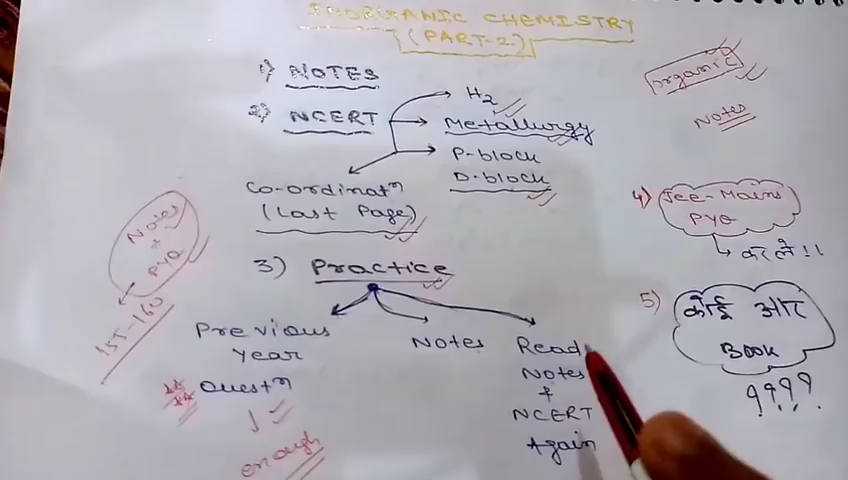 INORGANIC CHEMISTRY
(PART-2)
1) NOTES
2) NCERT
H2
Metallurgy
P-block
D-block
Co-ordinatn
(Last Page)
3) Practice
Previous
year
Questn
enough
Notes
Read
Notes
+
NCERT
Again
Notes
+
PYQ
155-160
organic
Notes
4) Jee-Mains
PYQ
कर लो !!
5) कोई और
Book
????